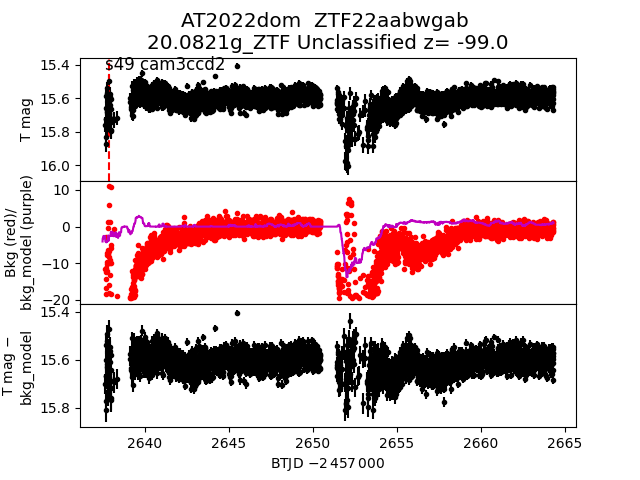 AT2022dom  ZTF22aabwgab
20.0821g_ZTF Unclassified z= -99.0
s49 cam3ccd2
15.4
15.6
15.8
16.0
T mag
10
0
−10
−20
Bkg (red)/
bkg_model (purple)
15.4
15.6
15.8
T mag −
bkg_model
2640 2645 2650 2655 2660 2665
BTJD −2 457 000